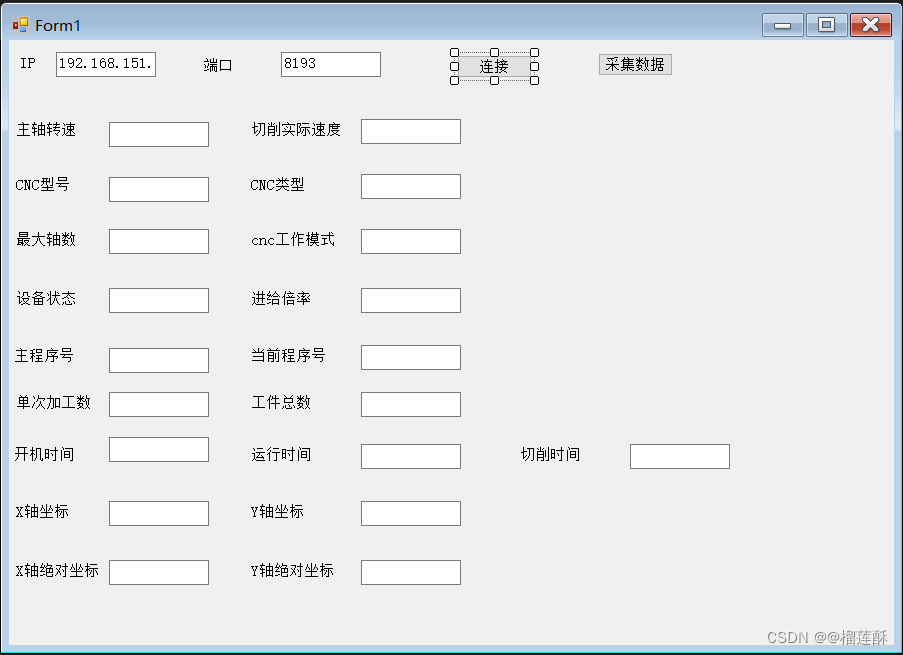 Form1
IP 192.168.151. 端口 8193 连接 采集数据
主轴转速 切削实际速度
CNC型号 CNC类型
最大轴数 cnc工作模式
设备状态 进给倍率
主程序号 当前程序号
单次加工数 工件总数
开机时间 运行时间 切削时间
X轴坐标 Y轴坐标
X轴绝对坐标 Y轴绝对坐标
CSDN @@榴莲酥